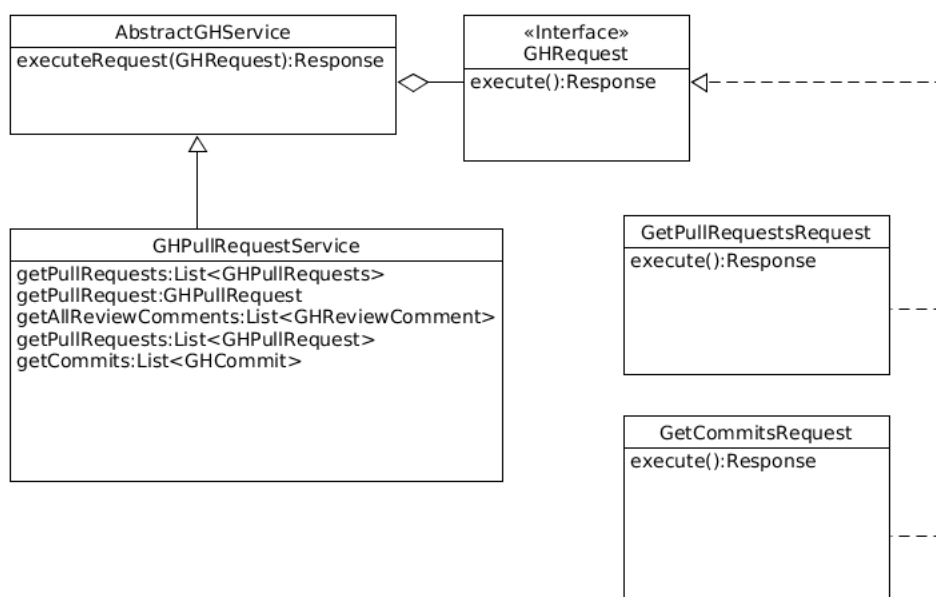 AbstractGHService
executeRequest(GHRequest):Response
«Interface»
GHRequest
execute():Response
GHPullRequestService
getPullRequests:List<GHPullRequests>
getPullRequest:GHPullRequest
getAllReviewComments:List<GHReviewComment>
getPullRequests:List<GHPullRequest>
getCommits:List<GHCommit>
GetPullRequestsRequest
execute():Response
GetCommitsRequest
execute():Response